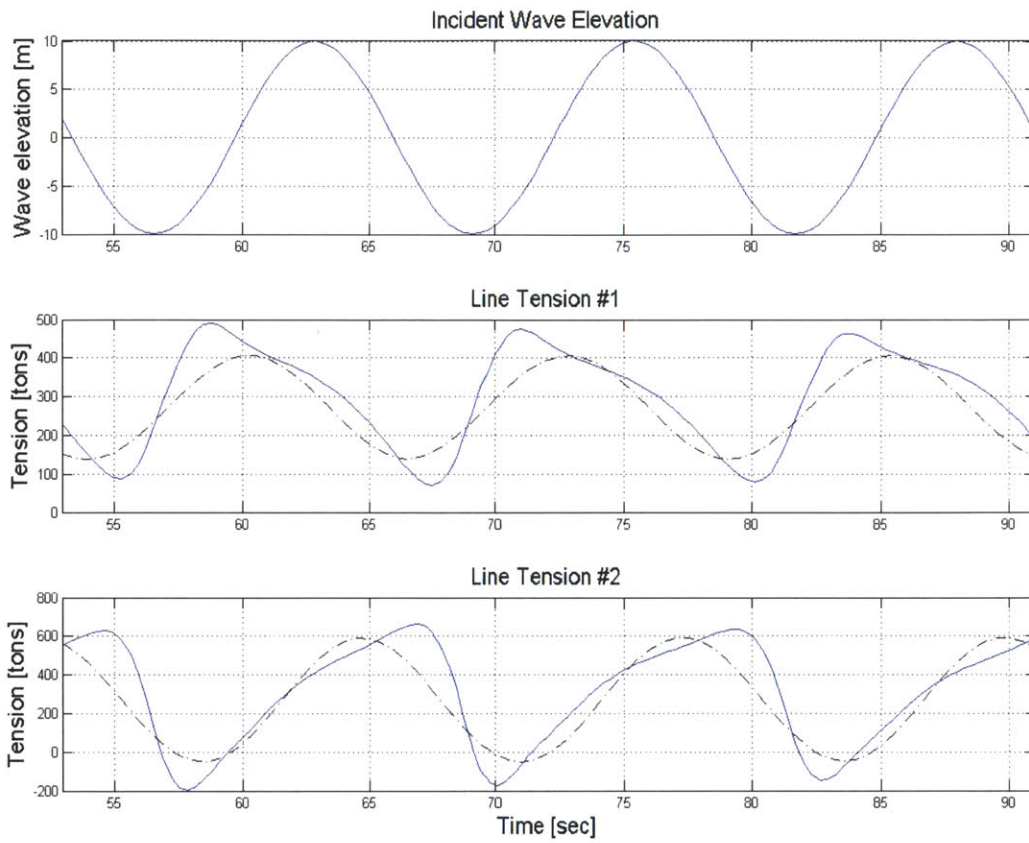 Incident Wave Elevation
Wave elevation [m]
10
5
0
-5
-10
55 60 65 70 75 80 85 90
Line Tension #1
Tension [tons]
500
400
300
200
100
0
55 60 65 70 75 80 85 90
Line Tension #2
Tension [tons]
800
600
400
200
0
-200
55 60 65 70 75 80 85 90
Time [sec]